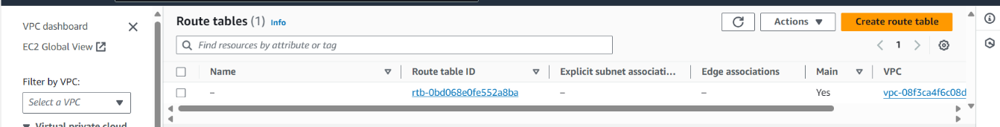 VPC dashboard
EC2 Global View
Filter by VPC:
Select a VPC
Virtual private cloud
Route tables (1) Info
Actions
Create route table
Find resources by attribute or tag
1
Name Route table ID Explicit subnet associati... Edge associations Main VPC
– rtb-0bd068e0fe552a8ba – – Yes vpc-08f3ca4f6c08d